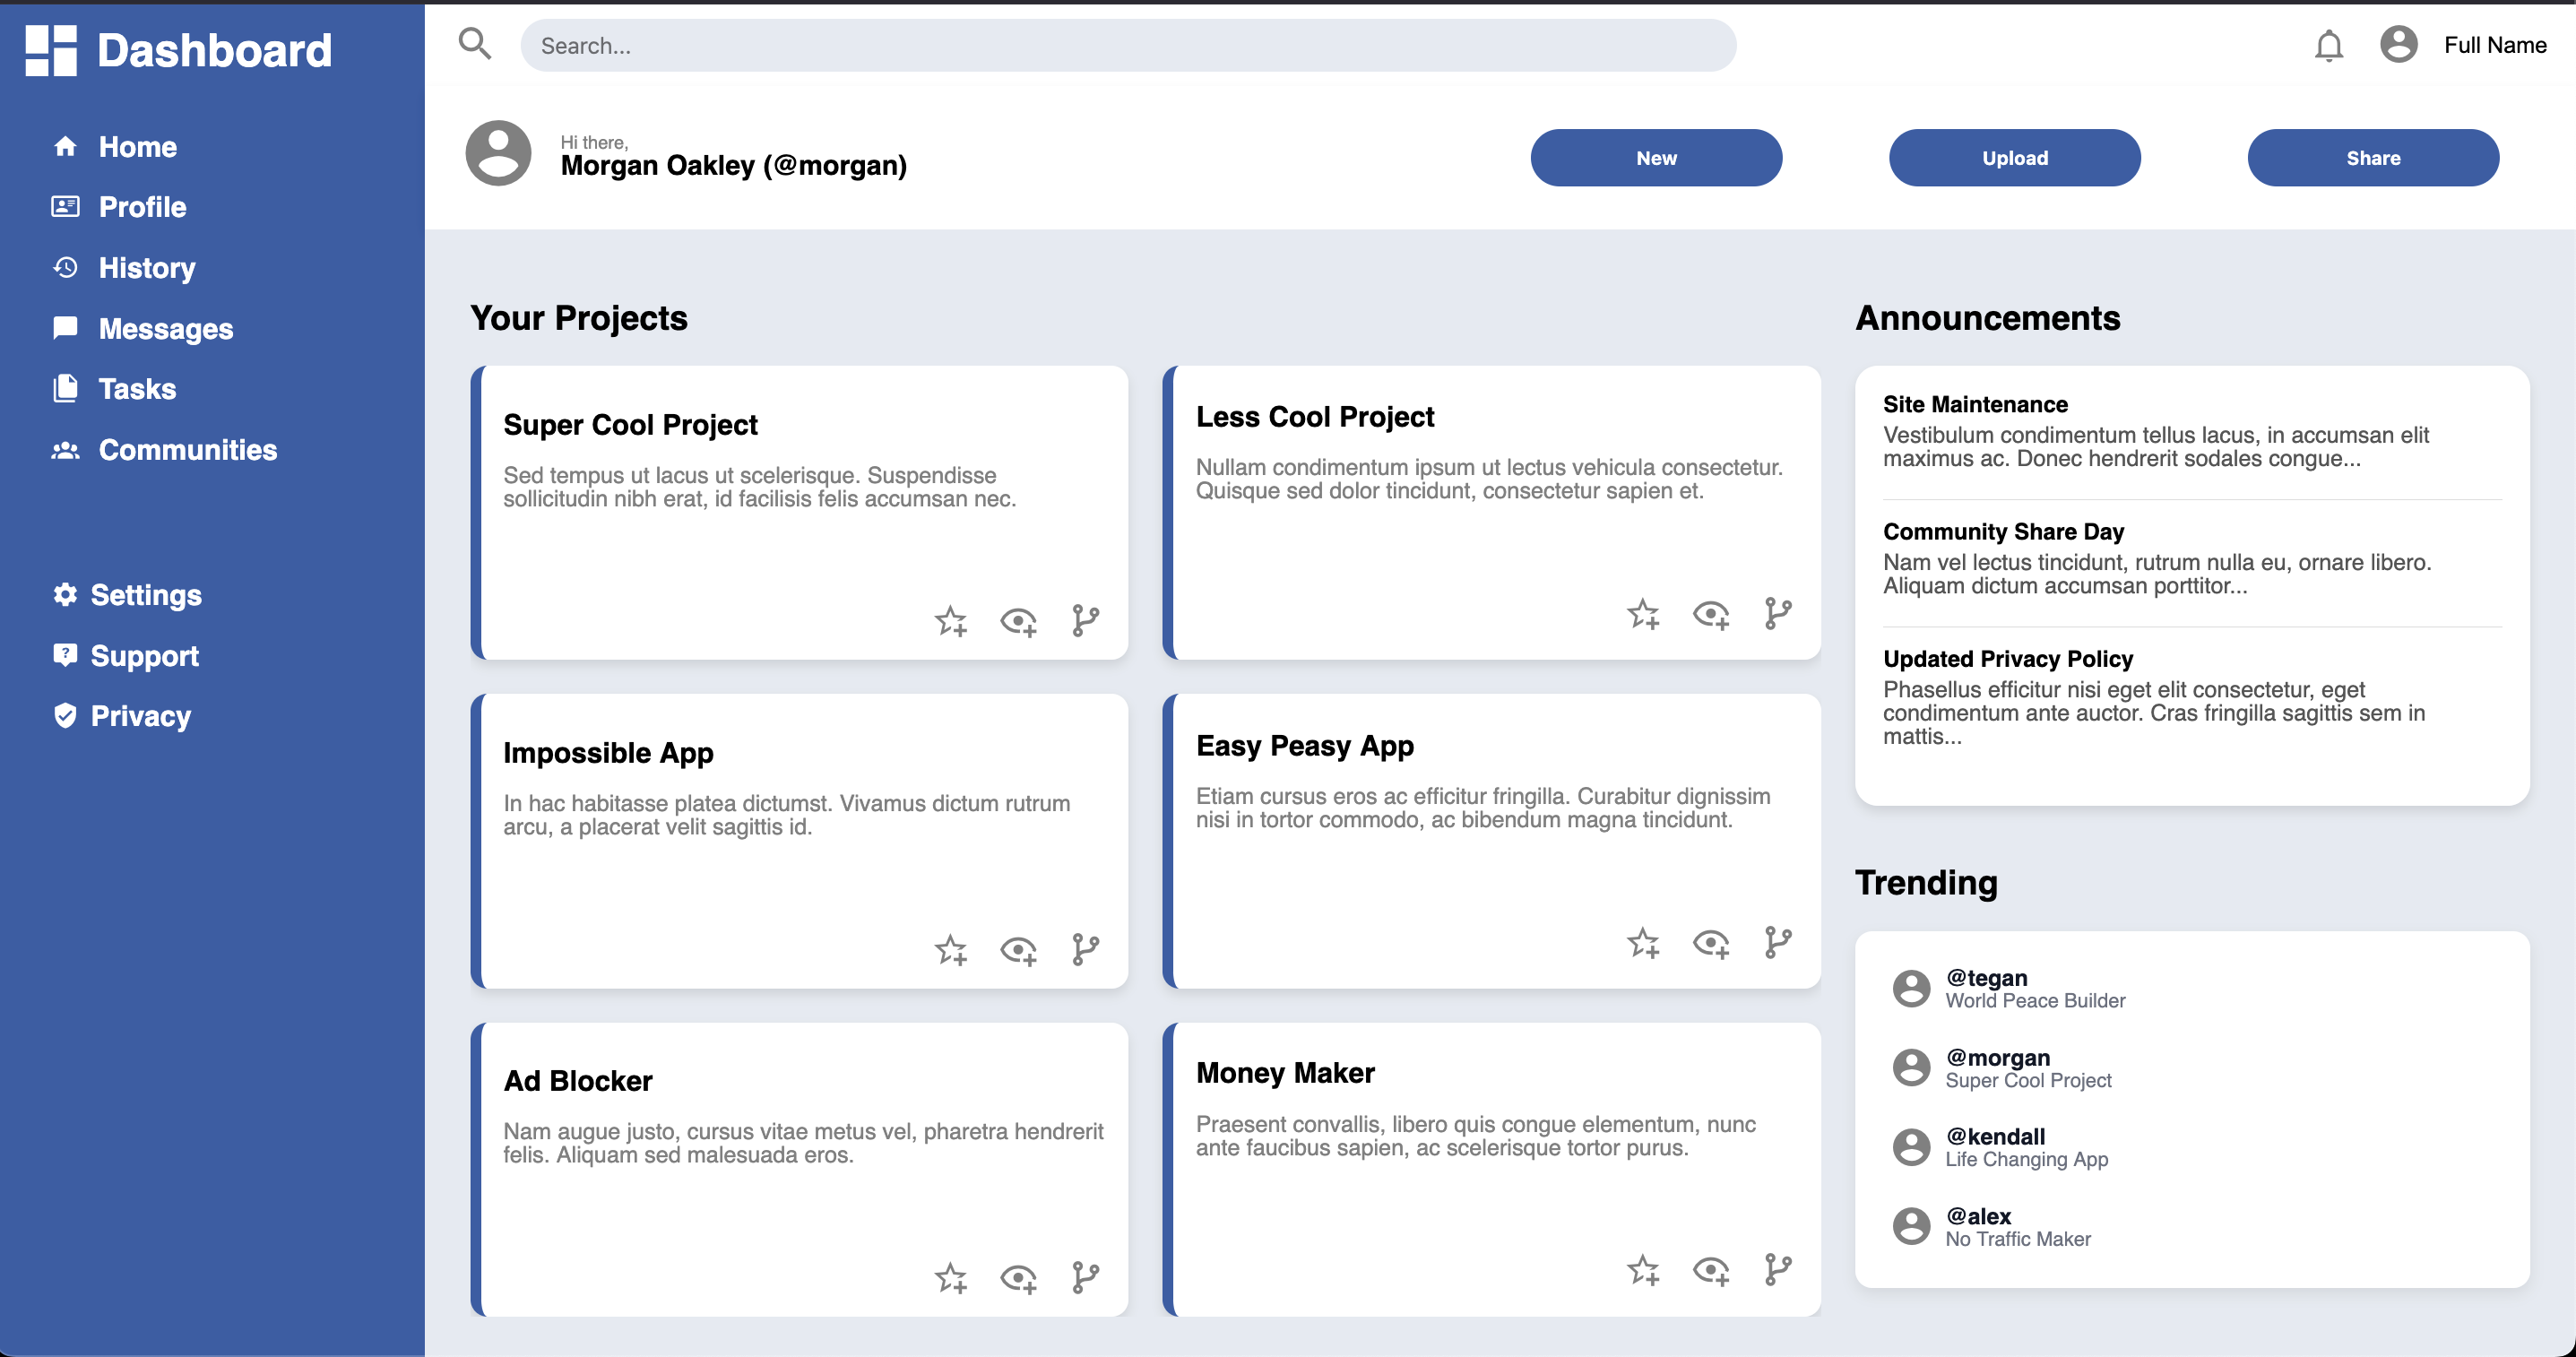 Dashboard
Home
Profile
History
Messages
Tasks
Communities
Settings
Support
Privacy
Search...
Full Name
Hi there,
Morgan Oakley (@morgan)
New
Upload
Share
Your Projects
Super Cool Project
Sed tempus ut lacus ut scelerisque. Suspendisse
sollicitudin nibh erat, id facilisis felis accumsan nec.
Less Cool Project
Nullam condimentum ipsum ut lectus vehicula consectetur.
Quisque sed dolor tincidunt, consectetur sapien et.
Impossible App
In hac habitasse platea dictumst. Vivamus dictum rutrum
arcu, a placerat velit sagittis id.
Easy Peasy App
Etiam cursus eros ac efficitur fringilla. Curabitur dignissim
nisi in tortor commodo, ac bibendum magna tincidunt.
Ad Blocker
Nam augue justo, cursus vitae metus vel, pharetra hendrerit
felis. Aliquam sed malesuada eros.
Money Maker
Praesent convallis, libero quis congue elementum, nunc
ante faucibus sapien, ac scelerisque tortor purus.
Announcements
Site Maintenance
Vestibulum condimentum tellus lacus, in accumsan elit
maximus ac. Donec hendrerit sodales congue...
Community Share Day
Nam vel lectus tincidunt, rutrum nulla eu, ornare libero.
Aliquam dictum accumsan porttitor...
Updated Privacy Policy
Phasellus efficitur nisi eget elit consectetur, eget
condimentum ante auctor. Cras fringilla sagittis sem in
mattis...
Trending
@tegan
World Peace Builder
@morgan
Super Cool Project
@kendall
Life Changing App
@alex
No Traffic Maker